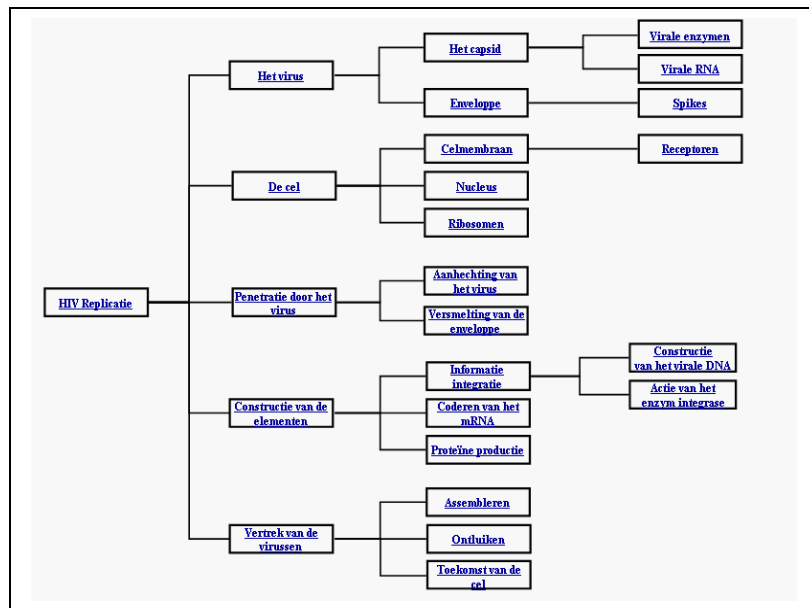 HIV Replicatie
Het virus
Het capsid
Virale enzymen
Virale RNA
Enveloppe
Spikes
De cel
Celmembraan
Receptoren
Nucleus
Ribosomen
Penetratie door het
virus
Aanhechting van
het virus
Versmelting van de
enveloppe
Constructie van de
elementen
Informatie
integratie
Constructie
van het virale DNA
Actie van het
enzym integrase
Coderen van het
mRNA
Proteïne productie
Vertrek van de
virussen
Assembleren
Ontluiken
Toekomst van de
cel